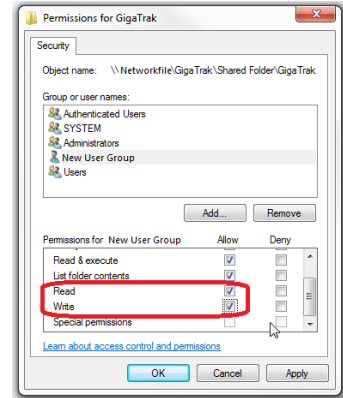 Permissions for GigaTrak
Security
Object name: \\Networkfile\GigaTrak\Shared Folder\GigaTrak
Group or user names:
Authenticated Users
SYSTEM
Administrators
New User Group
Users
Add... Remove
Permissions for New User Group Allow Deny
Read & execute
List folder contents
Read
Write
Special permissions
Learn about access control and permissions
OK Cancel Apply